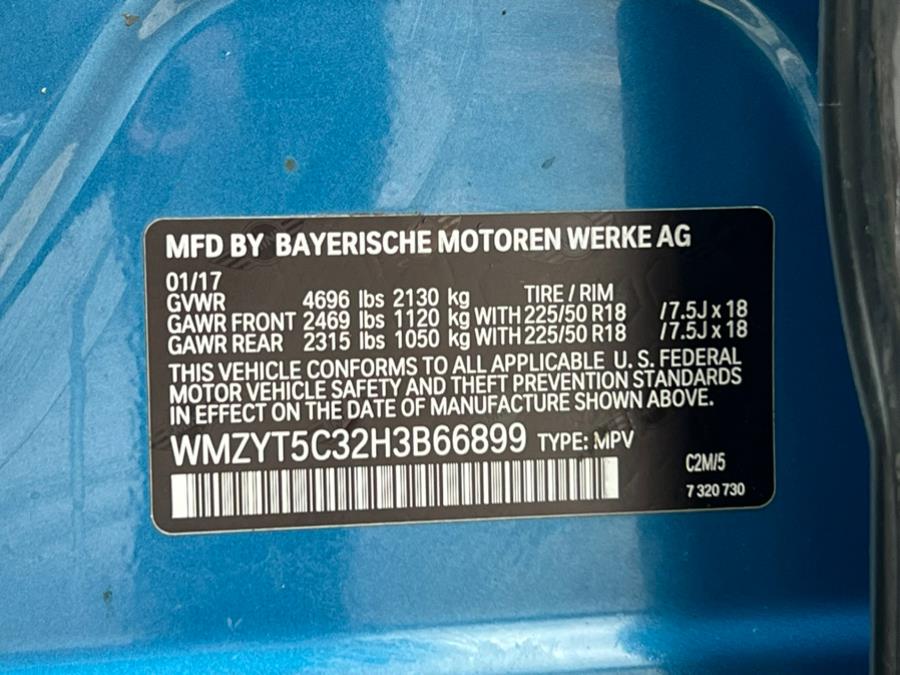 MFD BY BAYERISCHE MOTOREN WERKE AG
01/17
GVWR 4696 lbs 2130 kg TIRE / RIM
GAWR FRONT 2469 lbs 1120 kg WITH 225/50 R18 /7.5J x 18
GAWR REAR 2315 lbs 1050 kg WITH 225/50 R18 /7.5J x 18
THIS VEHICLE CONFORMS TO ALL APPLICABLE U. S. FEDERAL
MOTOR VEHICLE SAFETY AND THEFT PREVENTION STANDARDS
IN EFFECT ON THE DATE OF MANUFACTURE SHOWN ABOVE.
WMZYT5C32H3B66899 TYPE: MPV
C2M/5
7 320 730